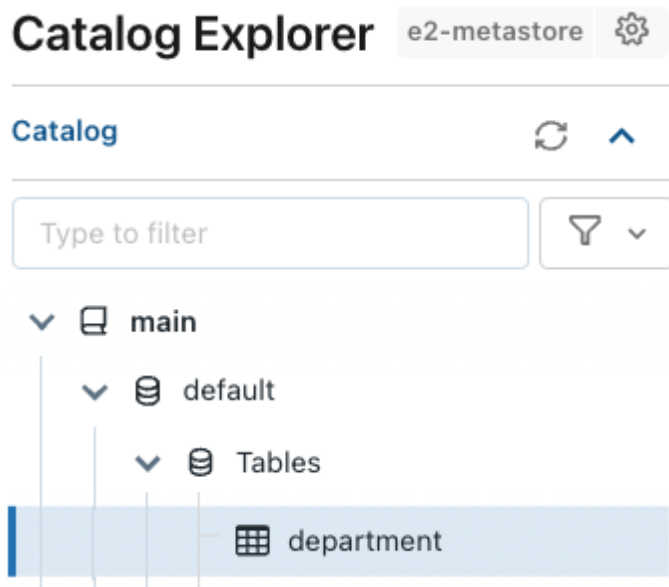 Catalog Explorer e2-metastore
Catalog
Type to filter
main
default
Tables
department